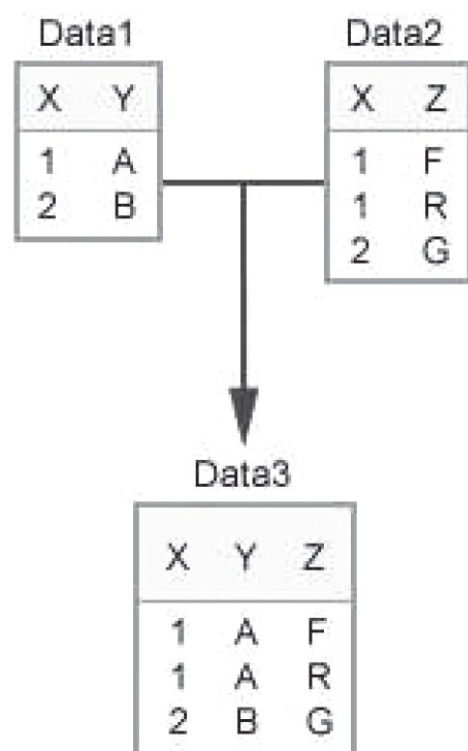 Data1
X Y
1 A
2 B
Data2
X Z
1 F
1 R
2 G
Data3
X Y Z
1 A F
1 A R
2 B G